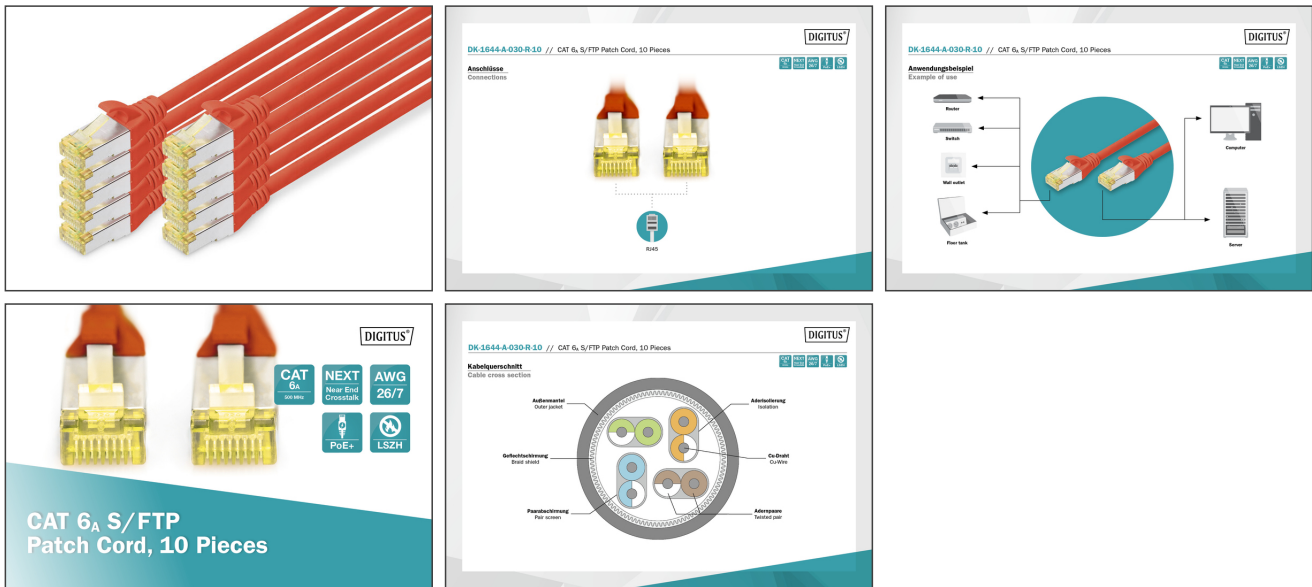 DIGITUS®
DK-1644-A-030-R-10 // CAT 6A S/FTP Patch Cord, 10 Pieces
Anschlüsse
Connections
RJ45
DIGITUS®
DK-1644-A-030-R-10 // CAT 6A S/FTP Patch Cord, 10 Pieces
Anwendungsbeispiel
Example of use
Router
Switch
Wall outlet
Floor tank
Computer
Server
DIGITUS®
CAT 6A 500 MHz
NEXT Near End Crosstalk
AWG 26/7
PoE+
LSZH
CAT 6A S/FTP
Patch Cord, 10 Pieces
DIGITUS®
DK-1644-A-030-R-10 // CAT 6A S/FTP Patch Cord, 10 Pieces
Kabelquerschnitt
Cable cross section
Außenmantel
Outer jacket
Geflechtschirmung
Braid shield
Paarabschirmung
Pair screen
Aderisolierung
Isolation
Cu-Draht
Cu-Wire
Adernpaare
Twisted pair